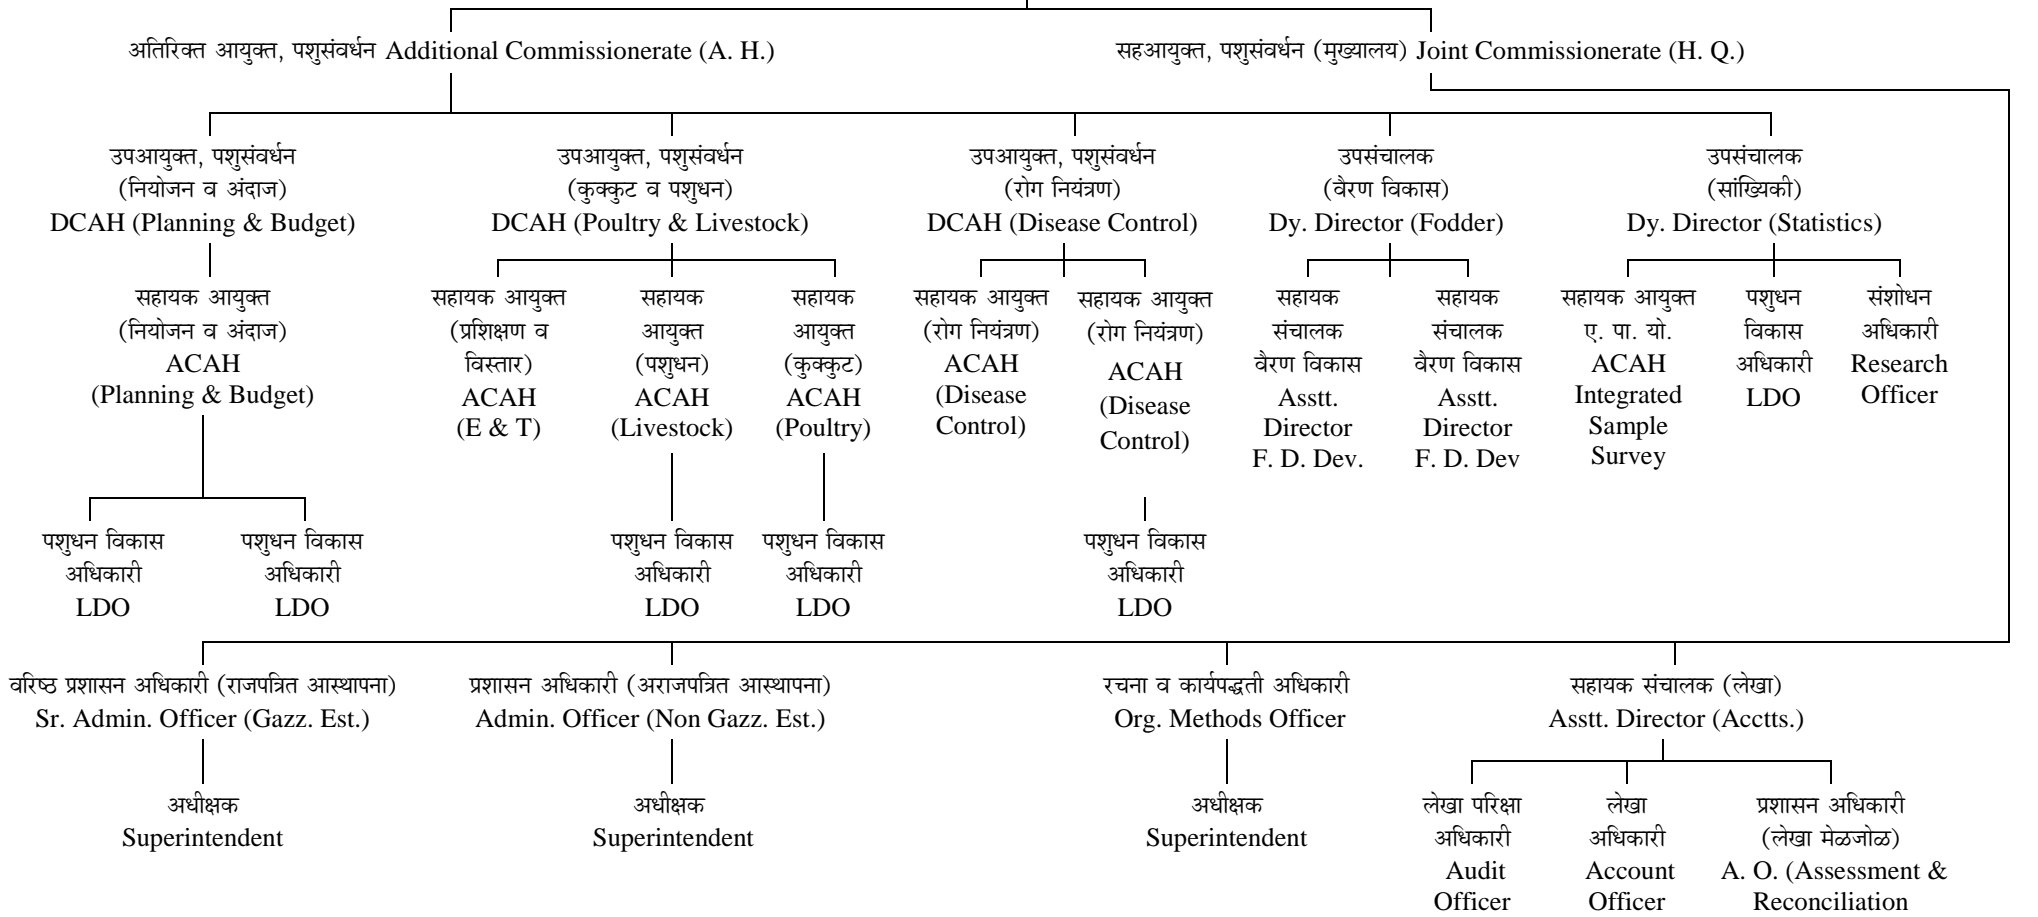 अतिरिक्त आयुक्त, पशुसंवर्धन Additional Commissionerate (A. H.)
सहआयुक्त, पशुसंवर्धन (मुख्यालय) Joint Commissionerate (H. Q.)
उपआयुक्त, पशुसंवर्धन
(नियोजन व अंदाज)
DCAH (Planning & Budget)
उपआयुक्त, पशुसंवर्धन
(कुक्कुट व पशुधन)
DCAH (Poultry & Livestock)
उपआयुक्त, पशुसंवर्धन
(रोग नियंत्रण)
DCAH (Disease Control)
उपसंचालक
(वैरण विकास)
Dy. Director (Fodder)
उपसंचालक
(सांख्यिकी)
Dy. Director (Statistics)
सहायक आयुक्त
(नियोजन व अंदाज)
ACAH
(Planning & Budget)
सहायक आयुक्त
(प्रशिक्षण व
विस्तार)
ACAH
(E & T)
सहायक
आयुक्त
(पशुधन)
ACAH
(Livestock)
सहायक
आयुक्त
(कुक्कुट)
ACAH
(Poultry)
सहायक आयुक्त
(रोग नियंत्रण)
ACAH
(Disease
Control)
सहायक आयुक्त
(रोग नियंत्रण)
ACAH
(Disease
Control)
सहायक
संचालक
वैरण विकास
Asstt.
Director
F. D. Dev.
सहायक
संचालक
वैरण विकास
Asstt.
Director
F. D. Dev
सहायक आयुक्त
ए. पा. यो.
ACAH
Integrated
Sample
Survey
पशुधन
विकास
अधिकारी
LDO
संशोधन
अधिकारी
Research
Officer
पशुधन विकास
अधिकारी
LDO
पशुधन विकास
अधिकारी
LDO
पशुधन विकास
अधिकारी
LDO
पशुधन विकास
अधिकारी
LDO
पशुधन विकास
अधिकारी
LDO
वरिष्ठ प्रशासन अधिकारी (राजपत्रित आस्थापना)
Sr. Admin. Officer (Gazz. Est.)
प्रशासन अधिकारी (अराजपत्रित आस्थापना)
Admin. Officer (Non Gazz. Est.)
रचना व कार्यपद्धती अधिकारी
Org. Methods Officer
सहायक संचालक (लेखा)
Asstt. Director (Acctts.)
अधीक्षक
Superintendent
अधीक्षक
Superintendent
अधीक्षक
Superintendent
लेखा परिक्षा
अधिकारी
Audit
Officer
लेखा
अधिकारी
Account
Officer
प्रशासन अधिकारी
(लेखा मेळजोळ)
A. O. (Assessment &
Reconciliation